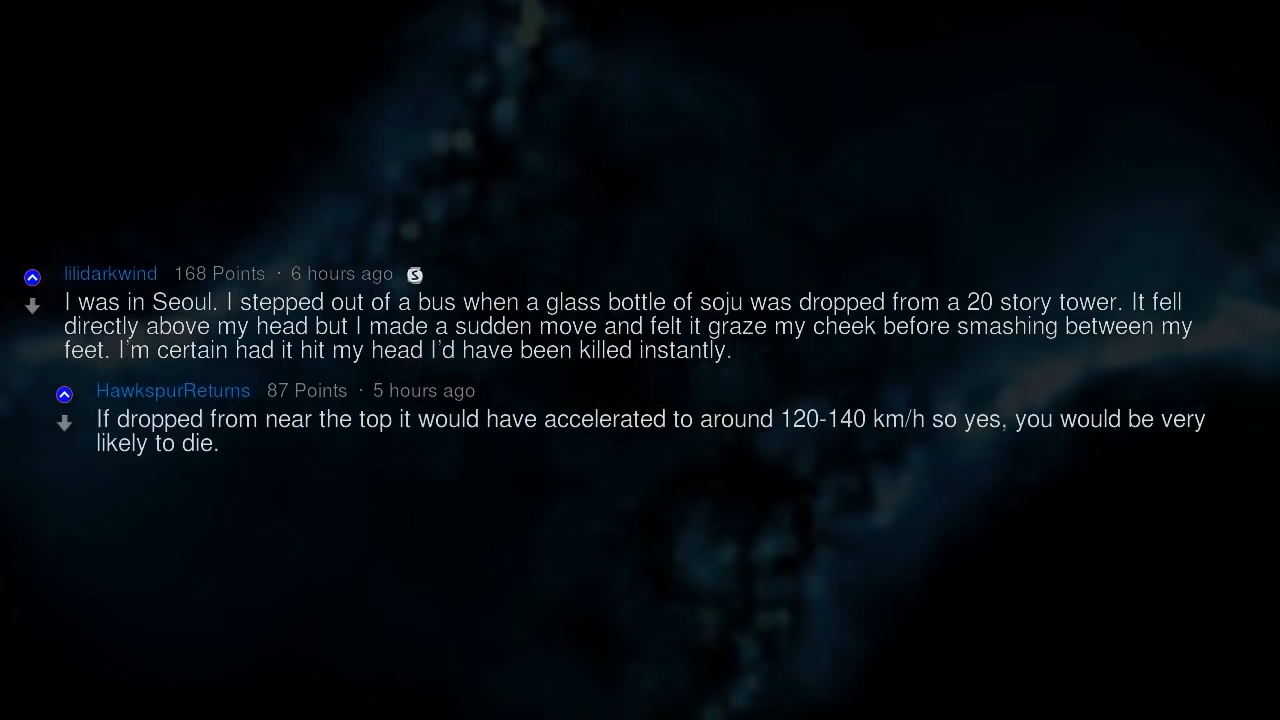 lilidarkwind 168 Points · 6 hours ago S
I was in Seoul. I stepped out of a bus when a glass bottle of soju was dropped from a 20 story tower. It fell
directly above my head but I made a sudden move and felt it graze my cheek before smashing between my
feet. I'm certain had it hit my head I'd have been killed instantly.
HawkspurReturns 87 Points · 5 hours ago
If dropped from near the top it would have accelerated to around 120-140 km/h so yes, you would be very
likely to die.